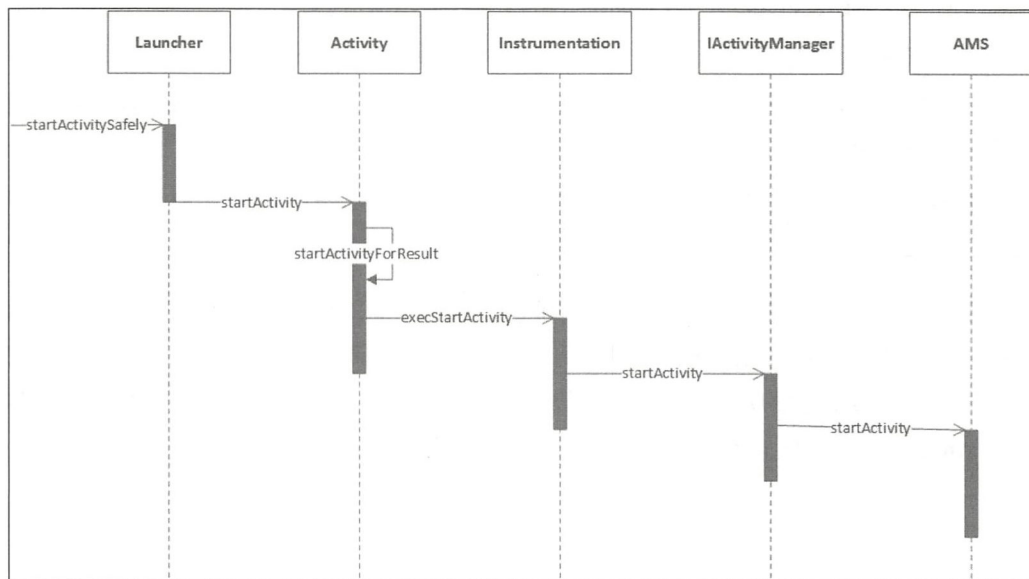 Launcher
Activity
Instrumentation
IActivityManager
AMS
startActivitySafely
startActivity
startActivityForResult
execStartActivity
startActivity
startActivity